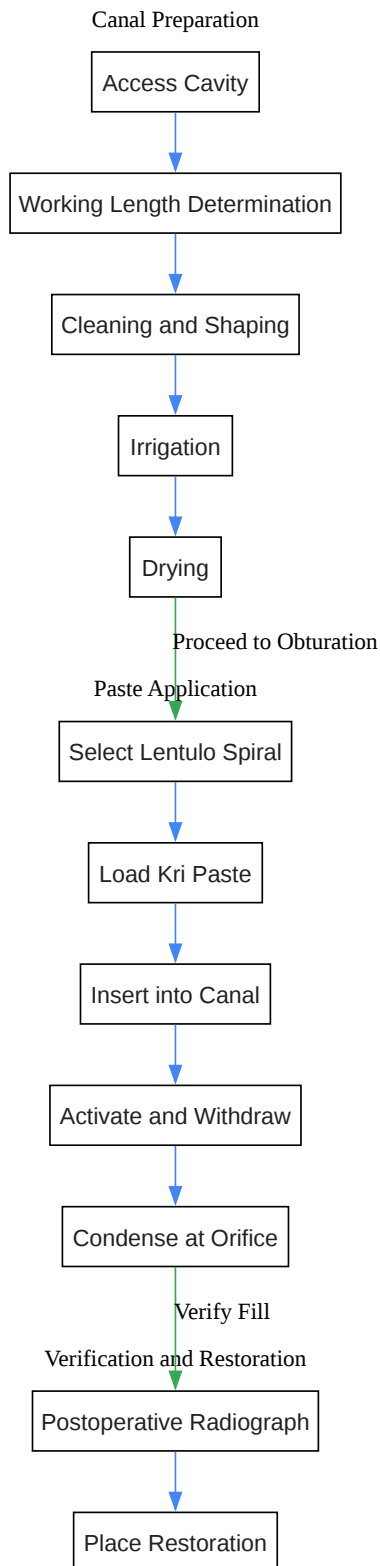 Canal Preparation
Access Cavity
Working Length Determination
Cleaning and Shaping
Irrigation
Drying
Proceed to Obturation
Paste Application
Select Lentulo Spiral
Load Kri Paste
Insert into Canal
Activate and Withdraw
Condense at Orifice
Verify Fill
Verification and Restoration
Postoperative Radiograph
Place Restoration